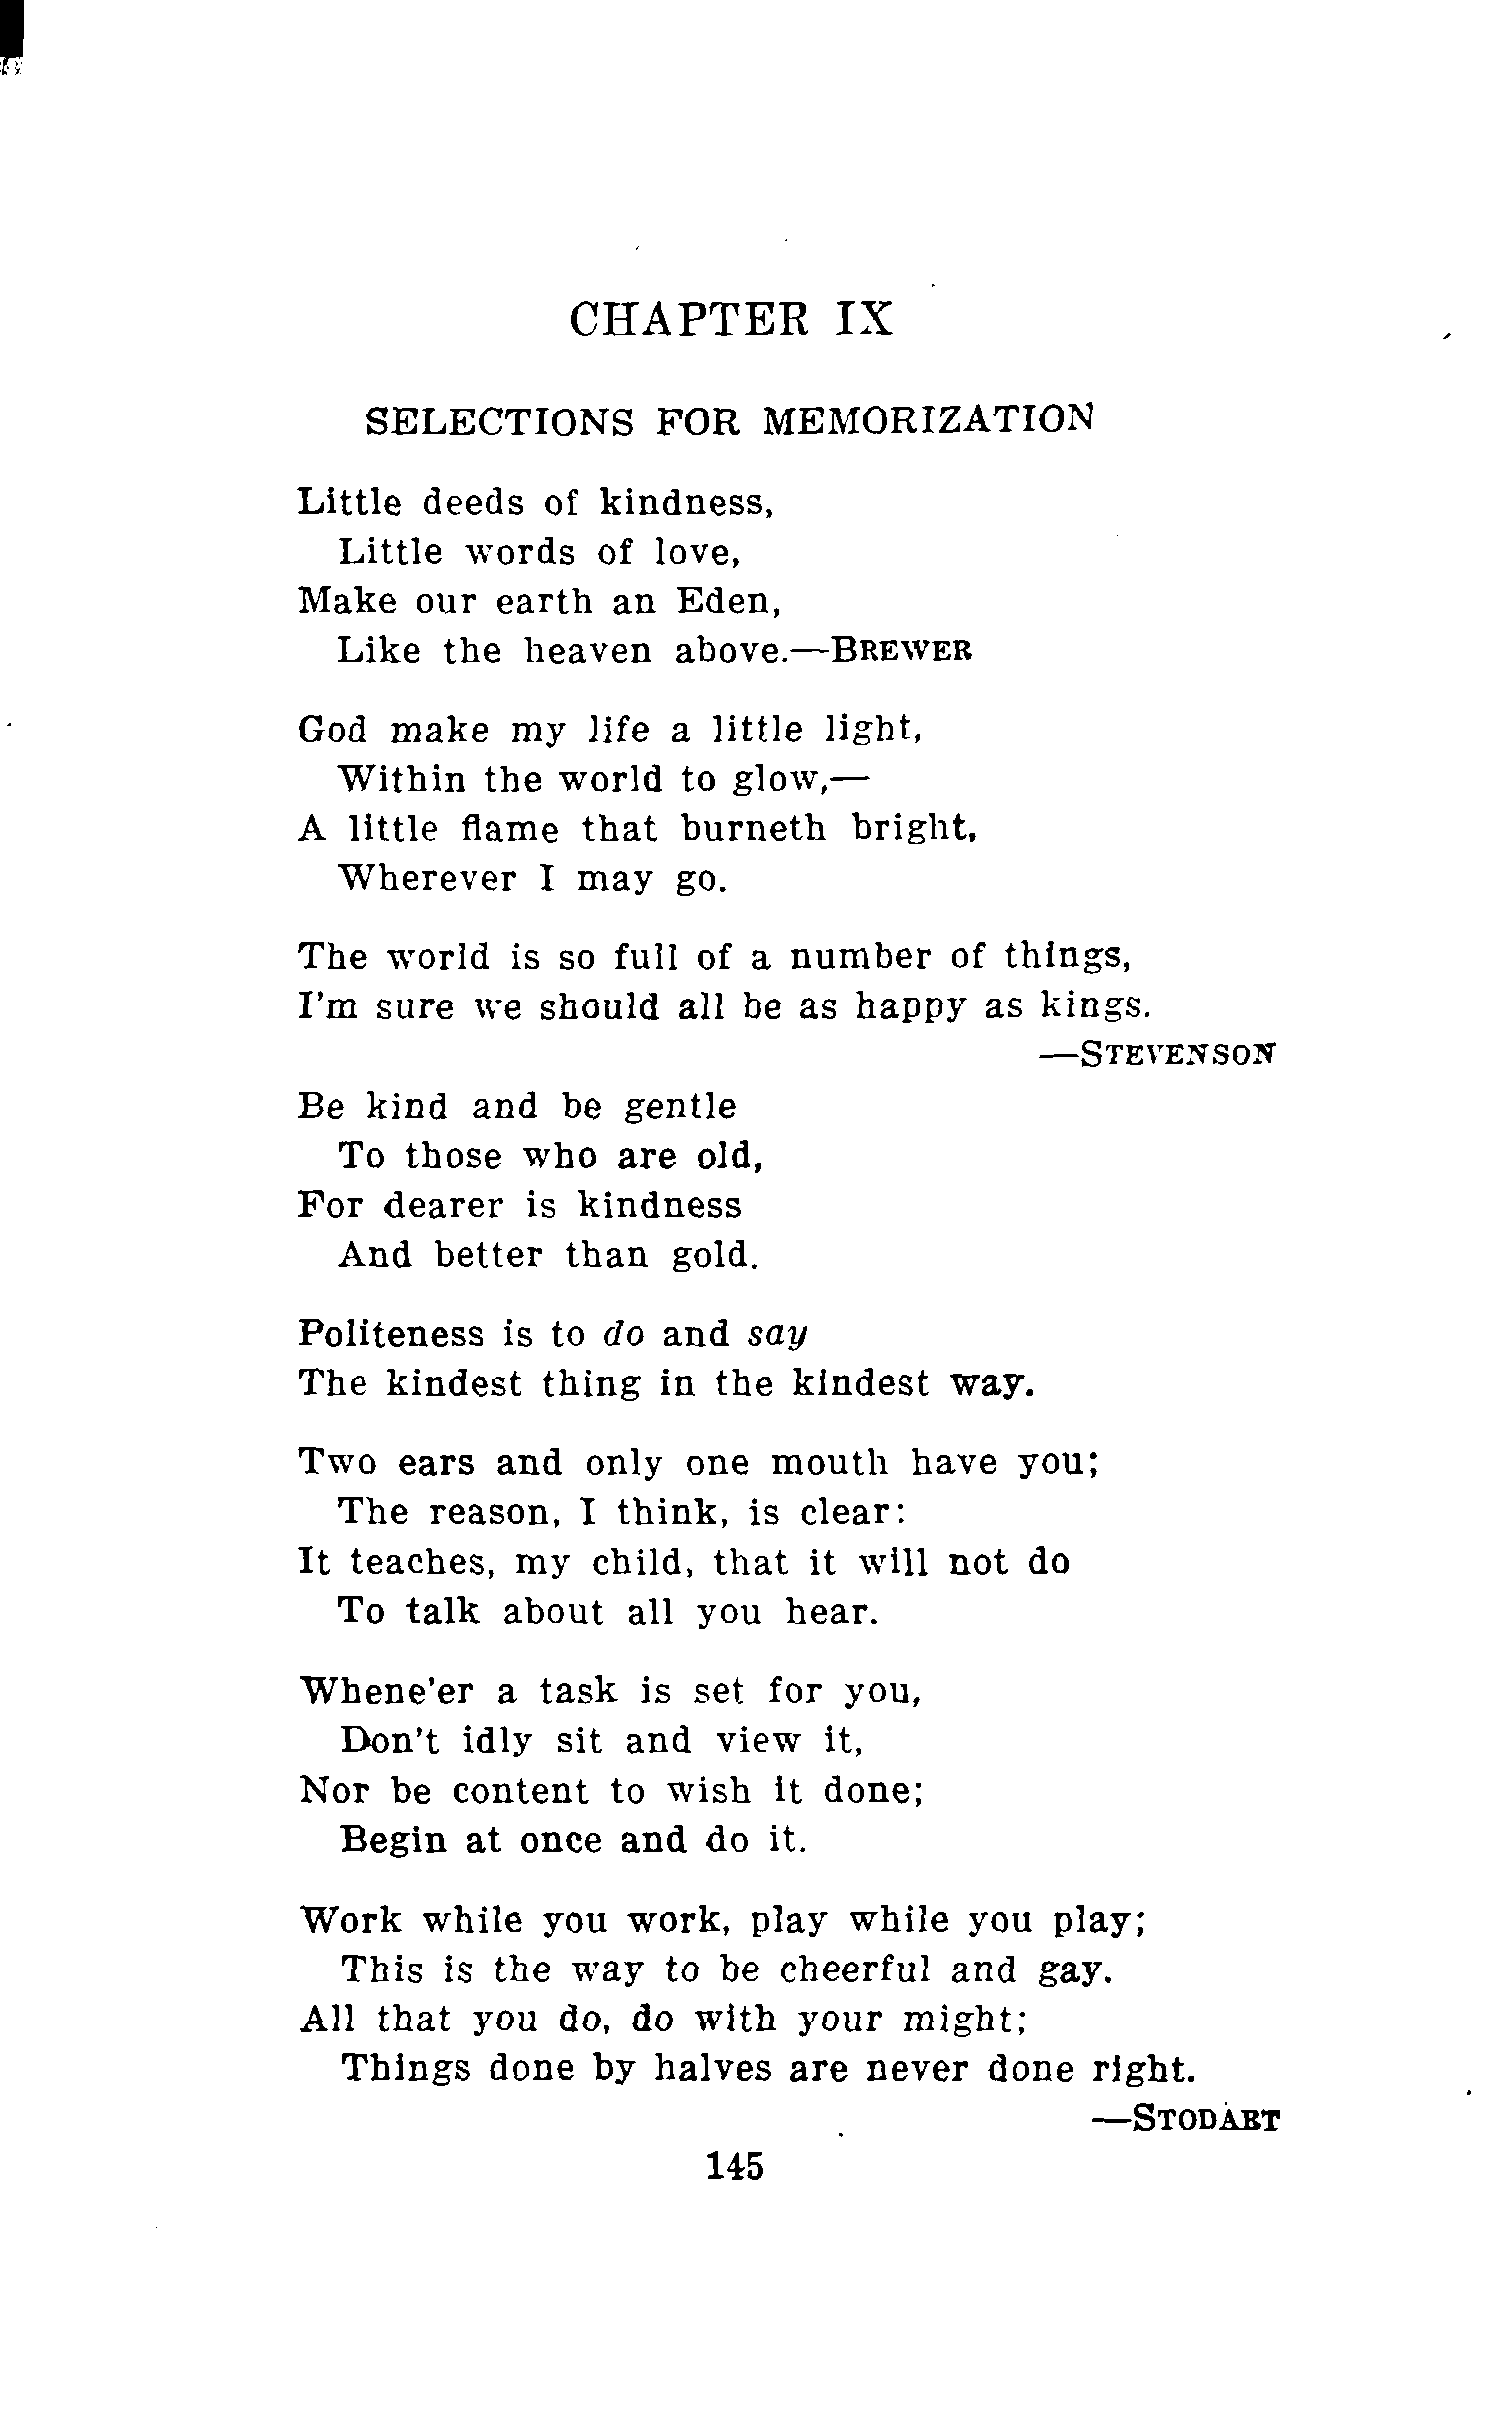 CHAPTER IX
SELECTIONS FOR MEMORIZATION
Little deeds of kindness,
Little words of love,
Make our earth an Eden,
Like the heaven above.—BREWER
God make my life a little light,
Within the world to glow,—
A little flame that burneth bright,
Wherever I may go.
The world is so full of a number of things,
I'm sure we should all be as happy as kings.
—STEVENSON
Be kind and be gentle
To those who are old,
For dearer is kindness
And better than gold.
Politeness is to do and say
The kindest thing in the kindest way.
Two ears and only one mouth have you;
The reason, I think, is clear:
It teaches, my child, that it will not do
To talk about all you hear.
Whene'er a task is set for you,
Don't idly sit and view it,
Nor be content to wish it done;
Begin at once and do it.
Work while you work, play while you play;
This is the way to be cheerful and gay.
All that you do, do with your might;
Things done by halves are never done right.
—STODART
145